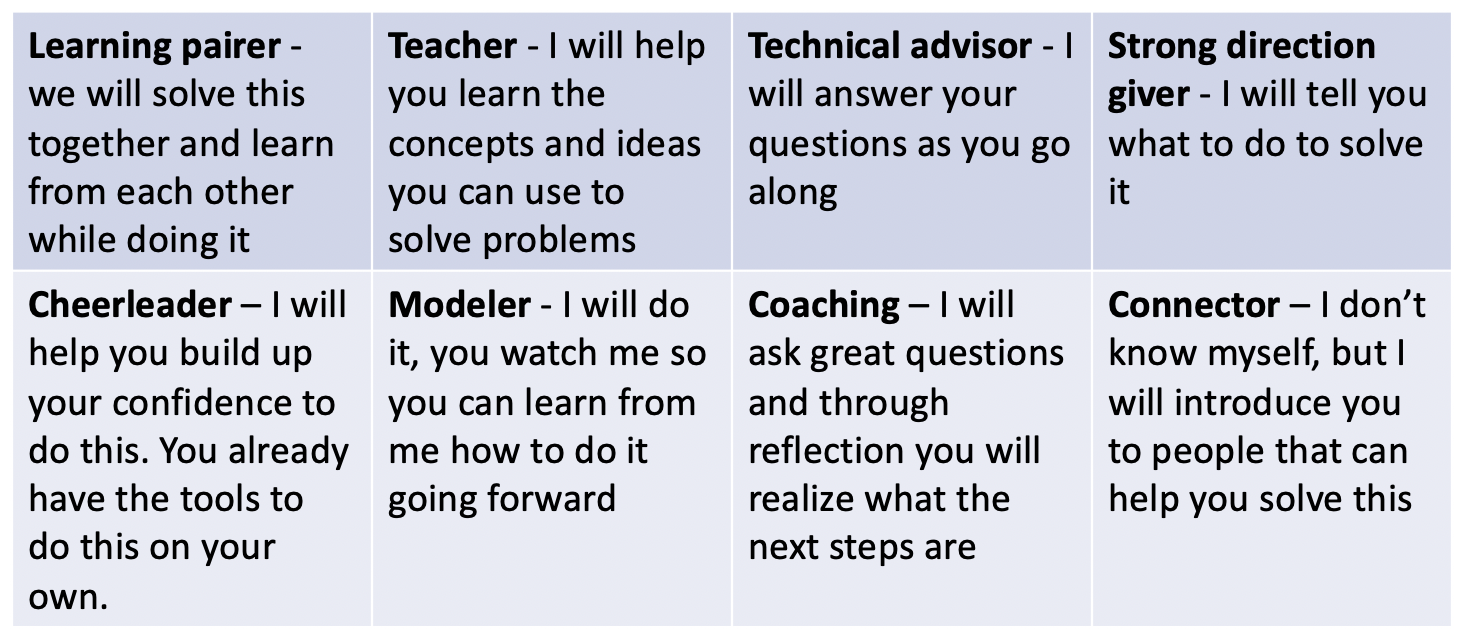 Learning pairer -
we will solve this
together and learn
from each other
while doing it
Teacher - I will help
you learn the
concepts and ideas
you can use to
solve problems
Technical advisor - I
will answer your
questions as you go
along
Strong direction
giver - I will tell you
what to do to solve
it
Cheerleader – I will
help you build up
your confidence to
do this. You already
have the tools to
do this on your
own.
Modeler - I will do
it, you watch me so
you can learn from
me how to do it
going forward
Coaching – I will
ask great questions
and through
reflection you will
realize what the
next steps are
Connector – I don’t
know myself, but I
will introduce you
to people that can
help you solve this